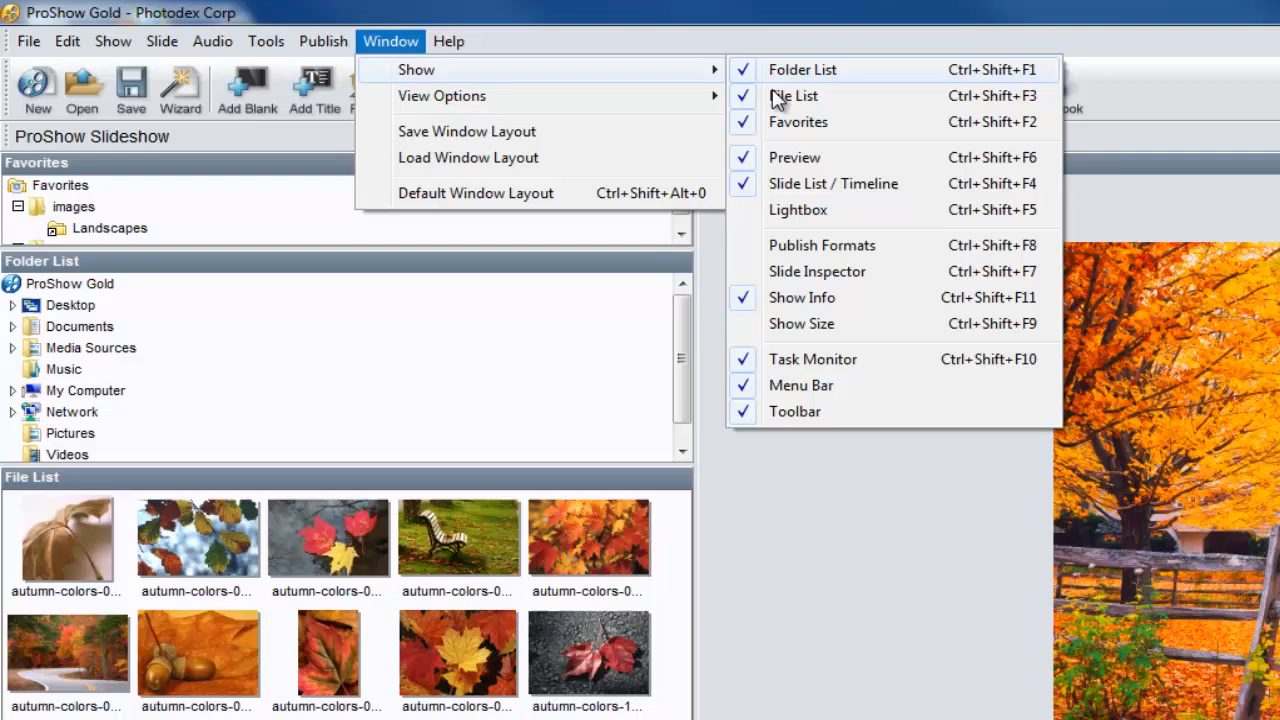 ProShow Gold - Photodex Corp
File Edit Show Slide Audio Tools Publish Window Help
New Open Save Wizard Add Blank Add Title
ProShow Slideshow
Show
View Options
Save Window Layout
Load Window Layout
Default Window Layout Ctrl+Shift+Alt+0
Folder List Ctrl+Shift+F1
File List Ctrl+Shift+F3
Favorites Ctrl+Shift+F2
Preview Ctrl+Shift+F6
Slide List / Timeline Ctrl+Shift+F4
Lightbox Ctrl+Shift+F5
Publish Formats Ctrl+Shift+F8
Slide Inspector Ctrl+Shift+F7
Show Info Ctrl+Shift+F11
Show Size Ctrl+Shift+F9
Task Monitor Ctrl+Shift+F10
Menu Bar
Toolbar
Favorites
Favorites
images
Landscapes
Folder List
ProShow Gold
Desktop
Documents
Media Sources
Music
My Computer
Network
Pictures
Videos
File List
autumn-colors-0... autumn-colors-0... autumn-colors-0... autumn-colors-0... autumn-colors-0...
autumn-colors-0... autumn-colors-0... autumn-colors-0... autumn-colors-0... autumn-colors-1...